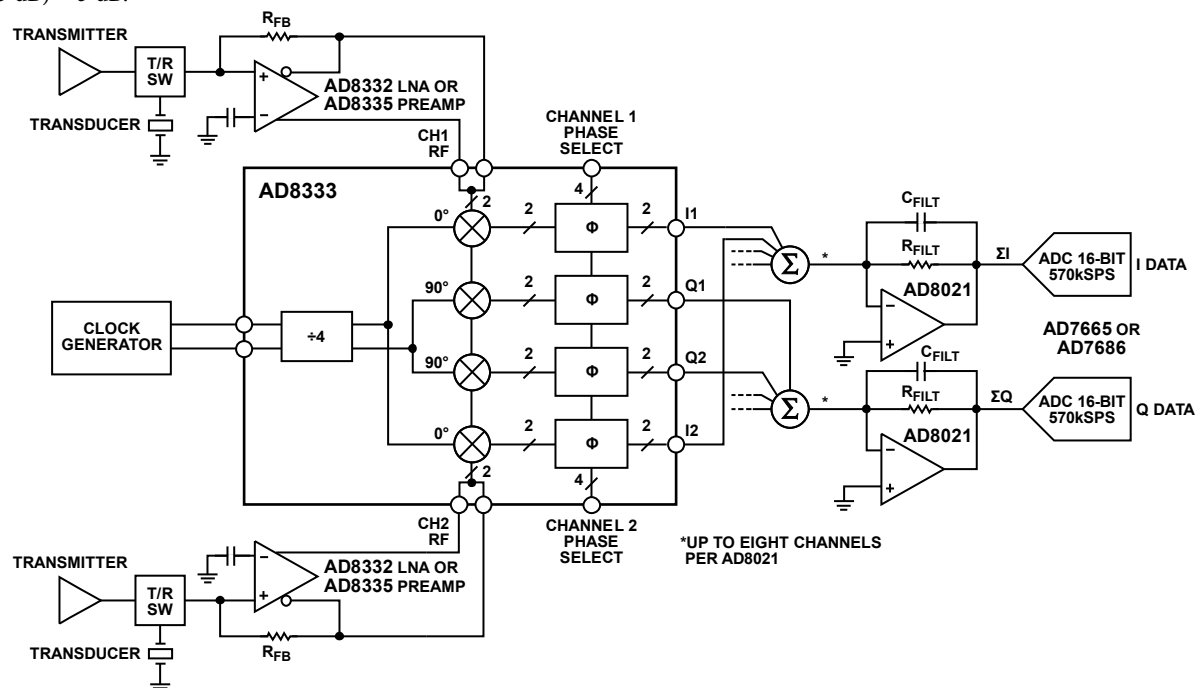 TRANSMITTER
T/R
SW
TRANSDUCER
RFB
+
−
AD8332 LNA OR
AD8335 PREAMP
CH1
RF
CHANNEL 1
PHASE
SELECT
AD8333
2
4
0°
2
Φ
2
I1
90°
2
Φ
2
Q1
CLOCK
GENERATOR
÷4
90°
2
Φ
2
Q2
0°
2
Φ
2
I2
2
4
CH2
RF
CHANNEL 2
PHASE
SELECT
Σ
*
CFILT
RFILT
ΣI
AD8021
−
+
ADC 16-BIT
570kSPS
I DATA
AD7665 OR
AD7686
Σ
*
CFILT
RFILT
ΣQ
AD8021
−
+
ADC 16-BIT
570kSPS
Q DATA
*UP TO EIGHT CHANNELS
PER AD8021
TRANSMITTER
T/R
SW
TRANSDUCER
−
+
AD8332 LNA OR
AD8335 PREAMP
RFB